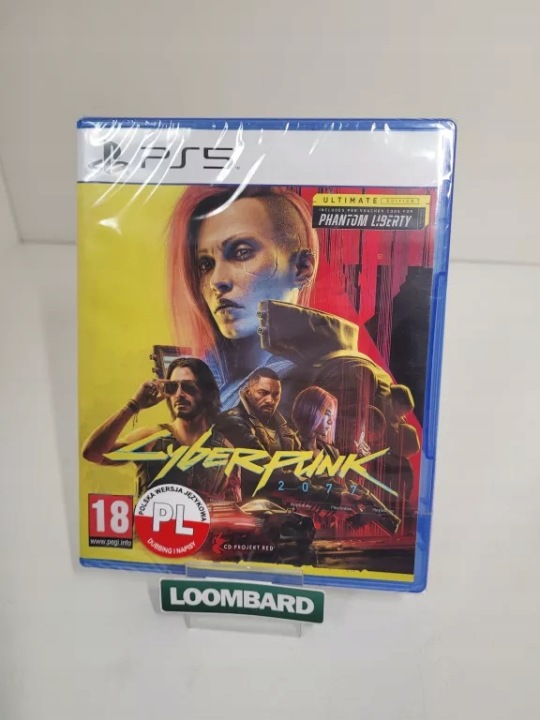 PS5
ULTIMATE EDITION
INCLUDES PS5 VOUCHER CODE FOR
PHANTOM LIBERTY
Cyberpunk
2077
18
www.pegi.info
POLSKA WERSJA JĘZYKOWA
PL
DUBBING I NAPISY
CD PROJEKT RED
LOOMBARD